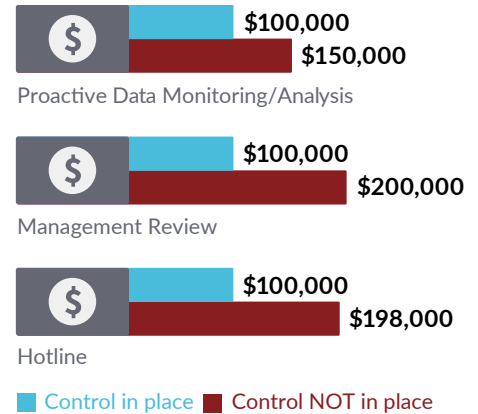 $
$100,000
$150,000
Proactive Data Monitoring/Analysis
$
$100,000
$200,000
Management Review
$
$100,000
$198,000
Hotline
Control in place Control NOT in place